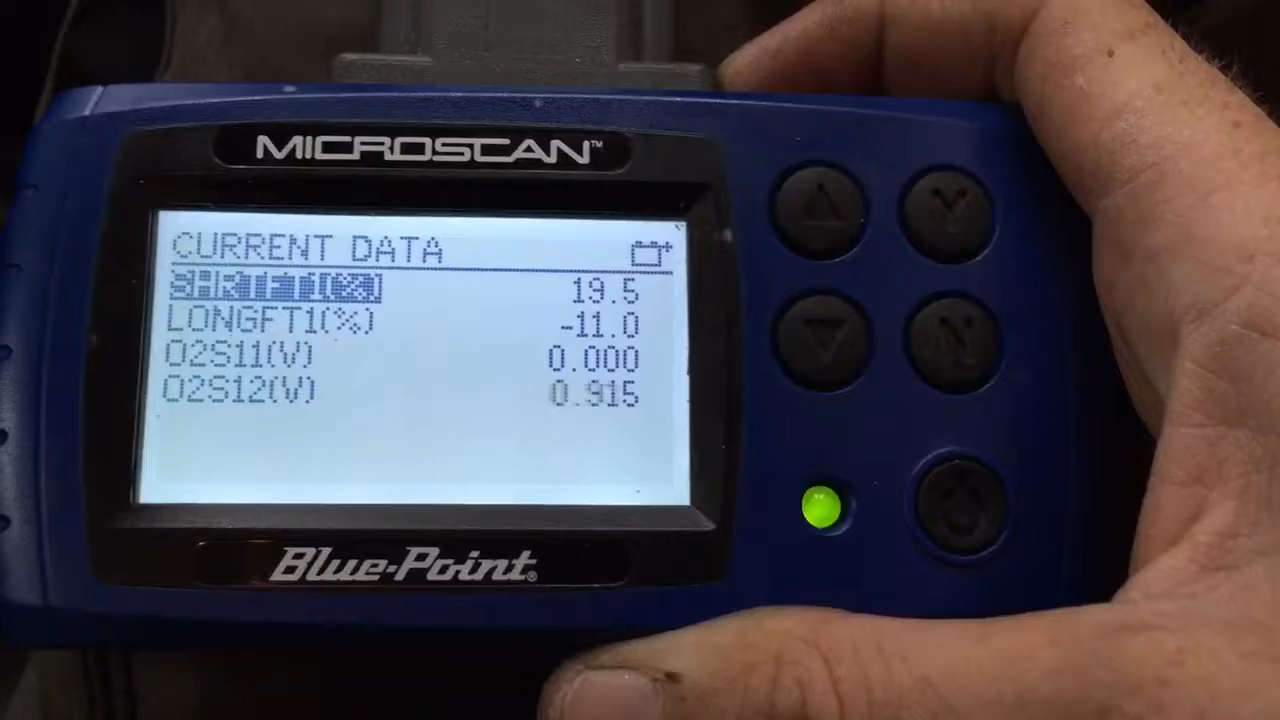 MICROSCAN™
CURRENT DATA
SHRTFT1(%) 19.5
LONGFT1(%) -11.0
O2S11(V) 0.000
O2S12(V) 0.915
Y
N
Blue-Point®